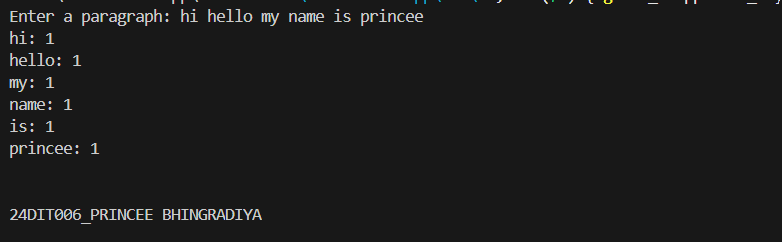 Enter a paragraph: hi hello my name is princee
hi: 1
hello: 1
my: 1
name: 1
is: 1
princee: 1
24DIT006_PRINCEE BHINGRADIYA